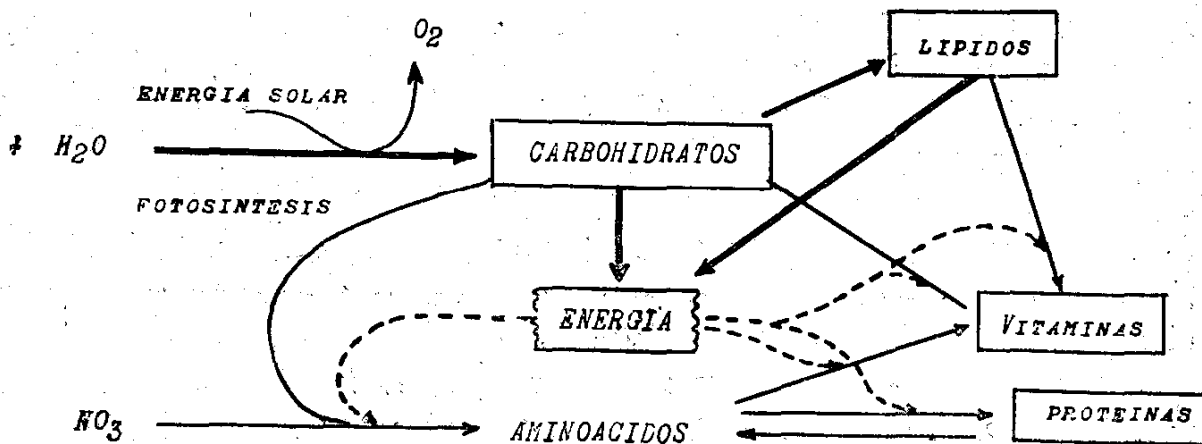 O2
LIPIDOS
ENERGIA SOLAR
+ H2O
CARBOHIDRATOS
FOTOSINTESIS
ENERGIA
VITAMINAS
NO3
AMINOACIDOS
PROTEINAS